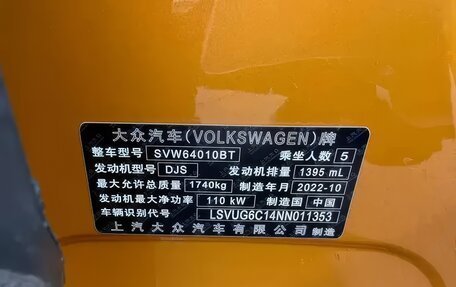 大众汽车(VOLKSWAGEN)牌
整车型号 SVW64010BT 乘坐人数 5
发动机型号 DJS 发动机排量 1395 mL
最大允许总质量 1740kg 制造年月 2022-10
发动机最大净功率 110 kW 制造国 中国
车辆识别代号 LSVUG6C14NN011353
上汽大众汽车有限公司制造